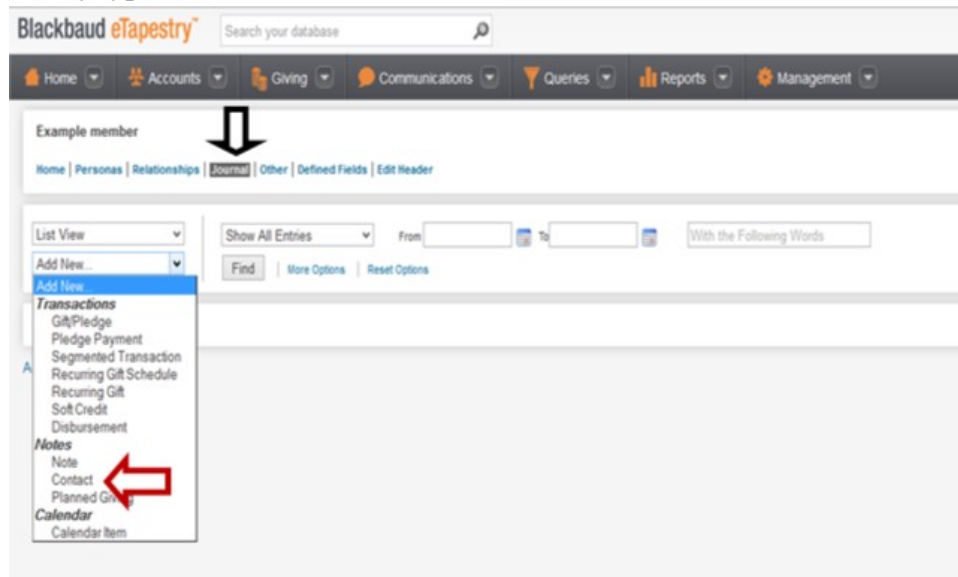 Blackbaud eTapestry™ Search your database
Home Accounts Giving Communications Queries Reports Management
Example member
Home | Personas | Relationships | Journal | Other | Defined Fields | Edit Header
List View Show All Entries From To With the Following Words
Add New... Find | More Options | Reset Options
Add New...
Transactions
Gift/Pledge
Pledge Payment
Segmented Transaction
A Recurring Gift Schedule
Recurring Gift
Soft Credit
Disbursement
Notes
Note
Contact
Planned
Calendar
Calendar Item